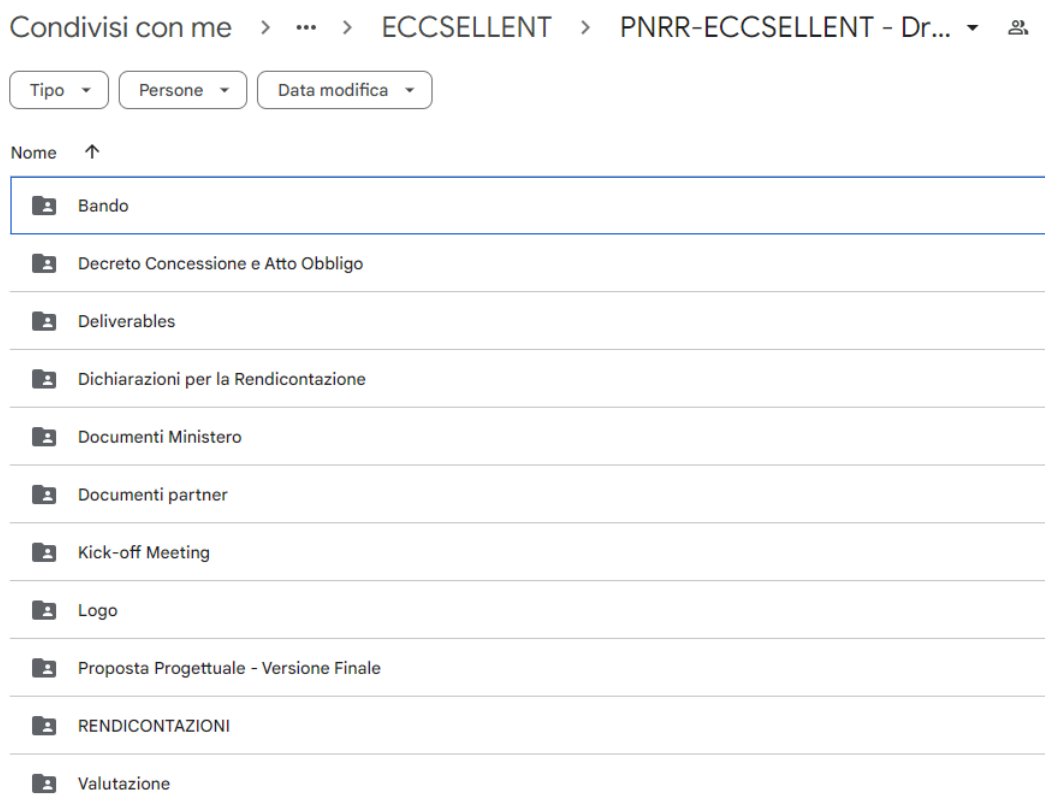 Condivisi con me > ... > ECCSELLENT > PNRR-ECCSELLENT - Dr...
Tipo Persone Data modifica
Nome
Bando
Decreto Concessione e Atto Obbligo
Deliverables
Dichiarazioni per la Rendicontazione
Documenti Ministero
Documenti partner
Kick-off Meeting
Logo
Proposta Progettuale - Versione Finale
RENDICONTAZIONI
Valutazione